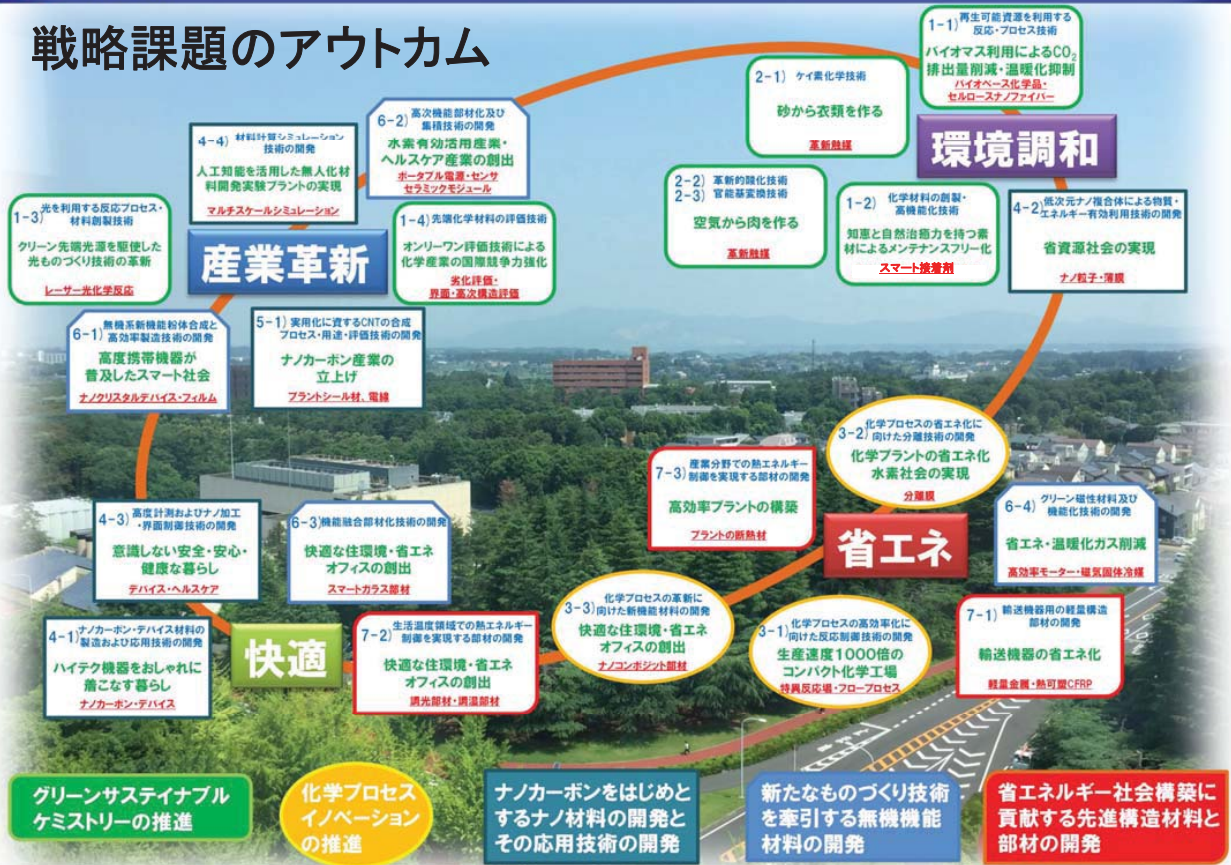 戦略課題のアウトカム
1-1) 再生可能資源を利用する
反応・プロセス技術
バイオマス利用によるCO₂
排出量削減・温暖化抑制
バイオベース化学品・
セルロースナノファイバー
2-1) ケイ素化学技術
砂から衣類を作る
革新触媒
環境調和
6-2) 高次機能部材化及び
集積技術の開発
水素有効活用産業・
ヘルスケア産業の創出
ポータブル電源・センサ
セラミックモジュール
4-4) 材料計算シミュレーション
技術の開発
人工知能を活用した無人化材
料開発実験プラントの実現
マルチスケールシミュレーション
2-2) 革新的酸化技術
2-3) 官能基変換技術
空気から肉を作る
革新触媒
1-2) 化学材料の創製・
高機能化技術
知恵と自然治癒力を持つ素
材によるメンテナンスフリー化
スマート接着剤
4-2) 低次元ナノ複合体による物質・
エネルギー有効利用技術の開発
省資源社会の実現
ナノ粒子・薄膜
1-3) 光を利用する反応プロセス・
材料創製技術
クリーン先端光源を駆使した
光ものづくり技術の革新
レーザー光化学反応
産業革新
1-4) 先端化学材料の評価技術
オンリーワン評価技術による
化学産業の国際競争力強化
劣化評価・
界面・高次構造評価
6-1) 無機系新機能粉体合成と
高効率製造技術の開発
高度携帯機器が
普及したスマート社会
ナノクリスタルデバイス・フィルム
5-1) 実用化に資するCNTの合成
プロセス・用途・評価技術の開発
ナノカーボン産業の
立上げ
プラントシール材、電線
3-2) 化学プロセスの省エネ化に
向けた分離技術の開発
化学プラントの省エネ化
水素社会の実現
分離膜
7-3) 産業分野での熱エネルギー
制御を実現する部材の開発
高効率プラントの構築
プラントの断熱材
省エネ
6-4) グリーン磁性材料及び
機能化技術の開発
省エネ・温暖化ガス削減
高効率モーター・磁気固体冷媒
4-3) 高度計測およびナノ加工
・界面制御技術の開発
意識しない安全・安心・
健康な暮らし
デバイス・ヘルスケア
6-3) 機能融合部材化技術の開発
快適な住環境・省エネ
オフィスの創出
スマートガラス部材
3-3) 化学プロセスの革新に
向けた新機能材料の開発
快適な住環境・省エネ
オフィスの創出
ナノコンポジット部材
3-1) 化学プロセスの高効率化に
向けた反応制御技術の開発
生産速度1000倍の
コンパクト化学工場
特異反応場・フロープロセス
7-1) 輸送機器用の軽量構造
部材の開発
輸送機器の省エネ化
軽量金属・熱可塑CFRP
4-1) ナノカーボン・デバイス材料の
製造および応用技術の開発
ハイテク機器をおしゃれに
着こなす暮らし
ナノカーボン・デバイス
快適
7-2) 生活温度領域での熱エネルギー
制御を実現する部材の開発
快適な住環境・省エネ
オフィスの創出
調光部材・調温部材
グリーンサステイナブル
ケミストリーの推進
化学プロセス
イノベーション
の推進
ナノカーボンをはじめと
するナノ材料の開発と
その応用技術の開発
新たなものづくり技術
を牽引する無機機能
材料の開発
省エネルギー社会構築に
貢献する先進構造材料と
部材の開発